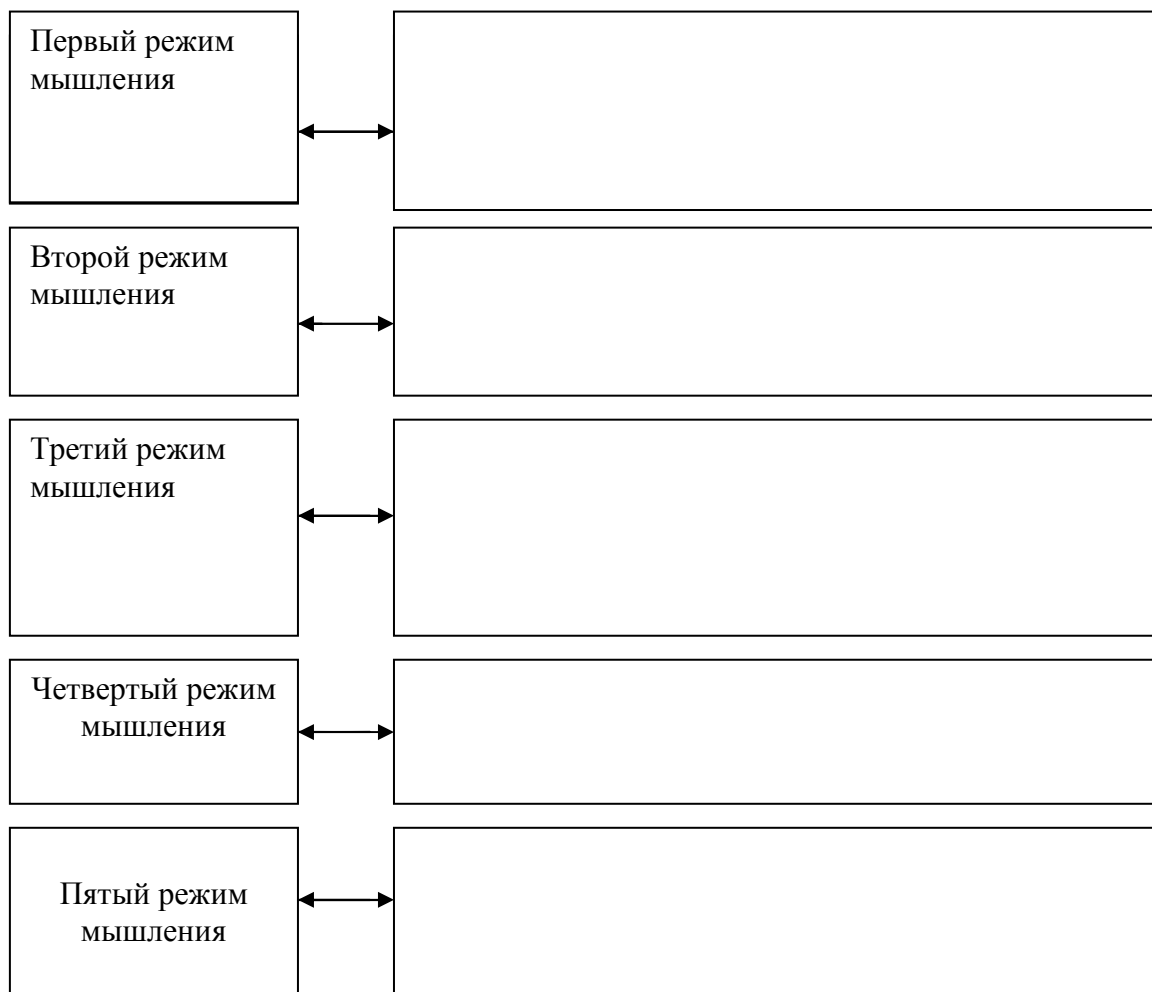 Первый режим
мышления
Второй режим
мышления
Третий режим
мышления
Четвертый режим
мышления
Пятый режим
мышления